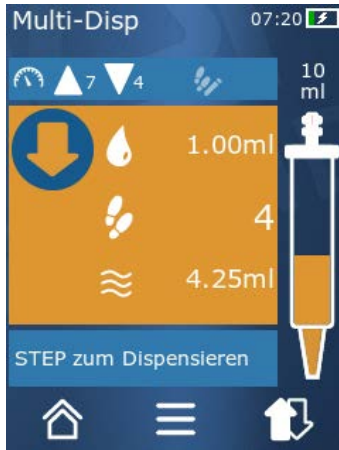 Multi-Disp 07:20
7 4
10
ml
1.00ml
4
4.25ml
STEP zum Dispensieren